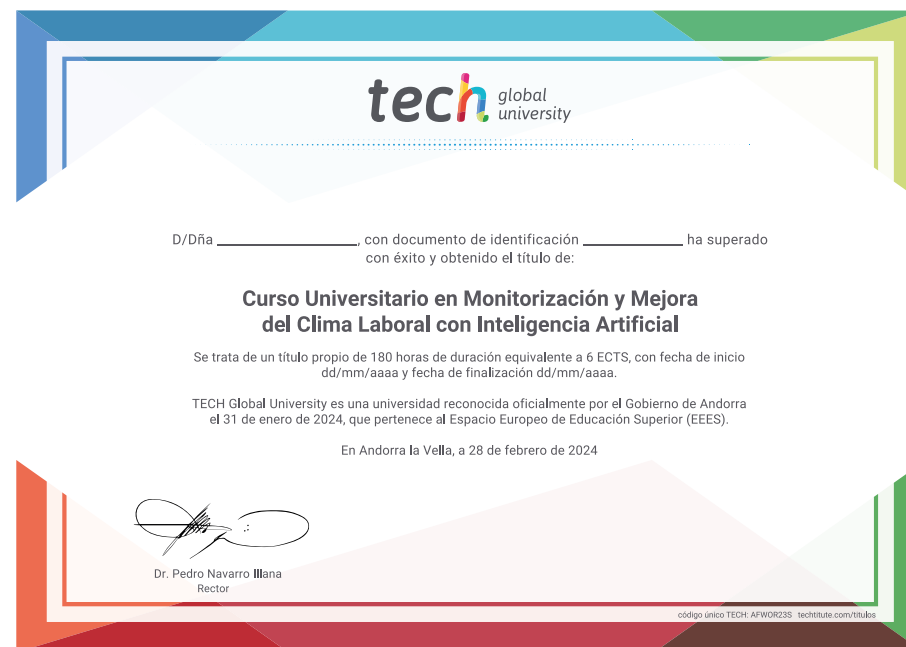 tech global university
D/Dña ______________________, con documento de identificación ________________ ha superado
con éxito y obtenido el título de:
Curso Universitario en Monitorización y Mejora
del Clima Laboral con Inteligencia Artificial
Se trata de un título propio de 180 horas de duración equivalente a 6 ECTS, con fecha de inicio
dd/mm/aaaa y fecha de finalización dd/mm/aaaa.
TECH Global University es una universidad reconocida oficialmente por el Gobierno de Andorra
el 31 de enero de 2024, que pertenece al Espacio Europeo de Educación Superior (EEES).
En Andorra la Vella, a 28 de febrero de 2024
Dr. Pedro Navarro Illana
Rector
código único TECH: AFWOR23S techtitute.com/titulos